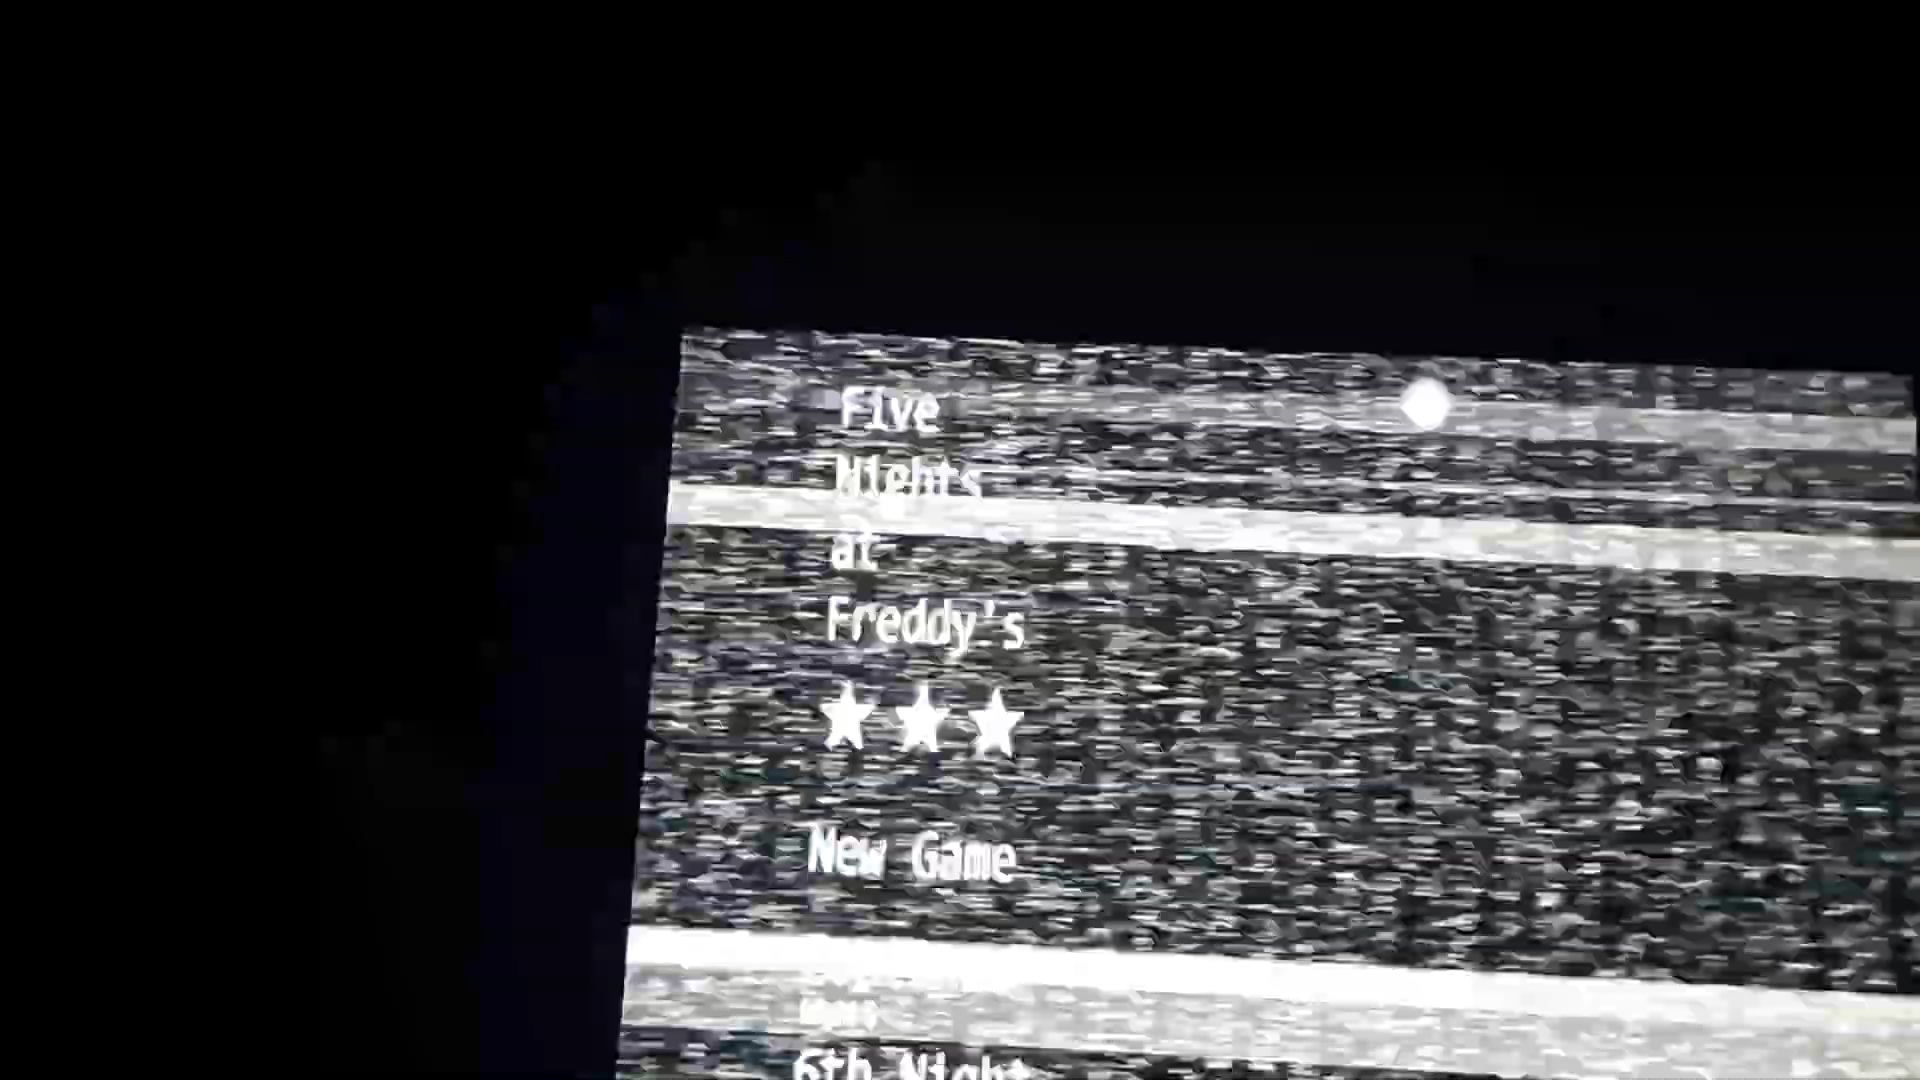 Five
Nights
at
Freddy's
★ ★ ★
New Game
6th Night